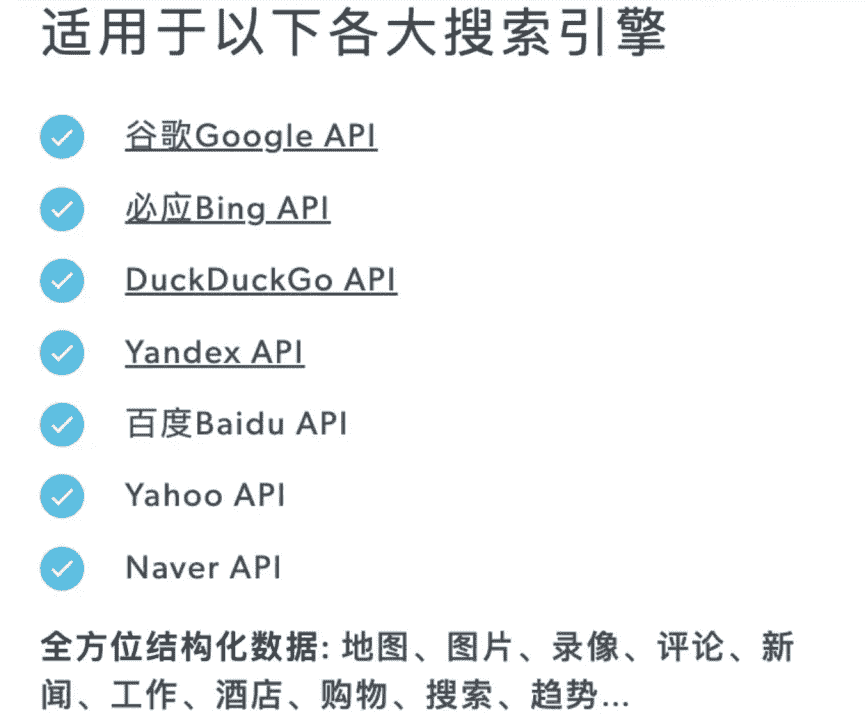 适用于以下各大搜索引擎
谷歌Google API
必应Bing API
DuckDuckGo API
Yandex API
百度Baidu API
Yahoo API
Naver API
全方位结构化数据: 地图、图片、录像、评论、新
闻、工作、酒店、购物、搜索、趋势...